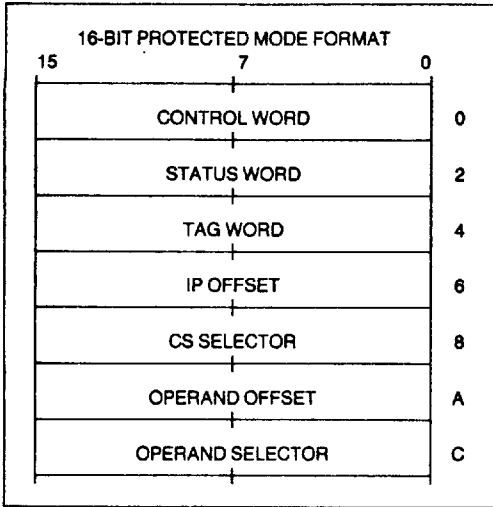 16-BIT PROTECTED MODE FORMAT
15 7 0
CONTROL WORD 0
STATUS WORD 2
TAG WORD 4
IP OFFSET 6
CS SELECTOR 8
OPERAND OFFSET A
OPERAND SELECTOR C